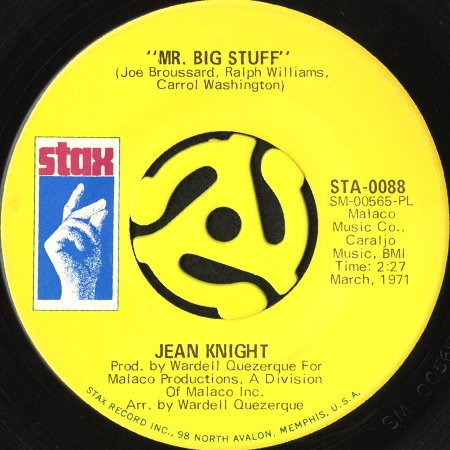 "MR. BIG STUFF"
(Joe Broussard, Ralph Williams,
Carrol Washington)
stax
STA-0088
SM-00565-PL
Malaco
Music Co.,
Caraljo
Music, BMI
Time: 2:27
March, 1971
JEAN KNIGHT
Prod. by Wardell Quezerque For
Malaco Productions, A Division
Of Malaco Inc.
Arr. by Wardell Quezerque
STAX RECORD INC., 98 NORTH AVALON, MEMPHIS, U.S.A.